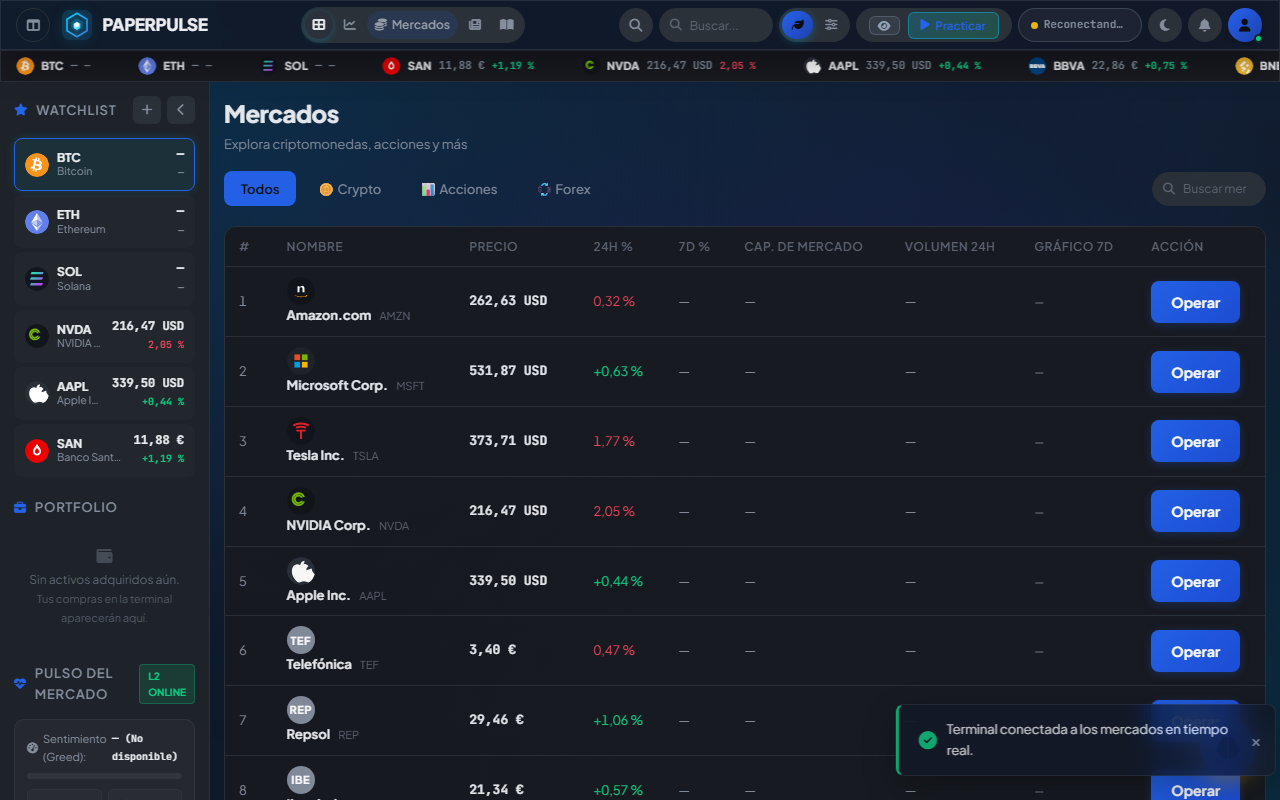 PAPERPULSE
Mercados
Buscar...
Practicar
Reconectand…
BTC — —
ETH — —
SOL — —
SAN 11,88 € +1,19 %
NVDA 216,47 USD 2,05 %
AAPL 339,50 USD +0,44 %
BBVA 22,86 € +0,75 %
WATCHLIST
BTC —
Bitcoin —
ETH —
Ethereum —
SOL —
Solana —
NVDA 216,47 USD
NVIDIA … 2,05 %
AAPL 339,50 USD
Apple I… +0,44 %
SAN 11,88 €
Banco Sant… +1,19 %
PORTFOLIO
Sin activos adquiridos aún.
Tus compras en la terminal
aparecerán aquí.
PULSO DEL
MERCADO
L2
ONLINE
Sentimiento — (No
(Greed): disponible)
Mercados
Explora criptomonedas, acciones y más
Todos Crypto Acciones Forex
Buscar mer
# NOMBRE PRECIO 24H % 7D % CAP. DE MERCADO VOLUMEN 24H GRÁFICO 7D ACCIÓN
1 Amazon.com AMZN 262,63 USD 0,32 % — — — — Operar
2 Microsoft Corp. MSFT 531,87 USD +0,63 % — — — — Operar
3 Tesla Inc. TSLA 373,71 USD 1,77 % — — — — Operar
4 NVIDIA Corp. NVDA 216,47 USD 2,05 % — — — — Operar
5 Apple Inc. AAPL 339,50 USD +0,44 % — — — — Operar
6 TEF Telefónica TEF 3,40 € 0,47 % — — — — Operar
7 REP Repsol REP 29,46 € +1,06 % — —
8 IBE 21,34 € +0,57 % — — Operar
Terminal conectada a los mercados en tiempo
real.